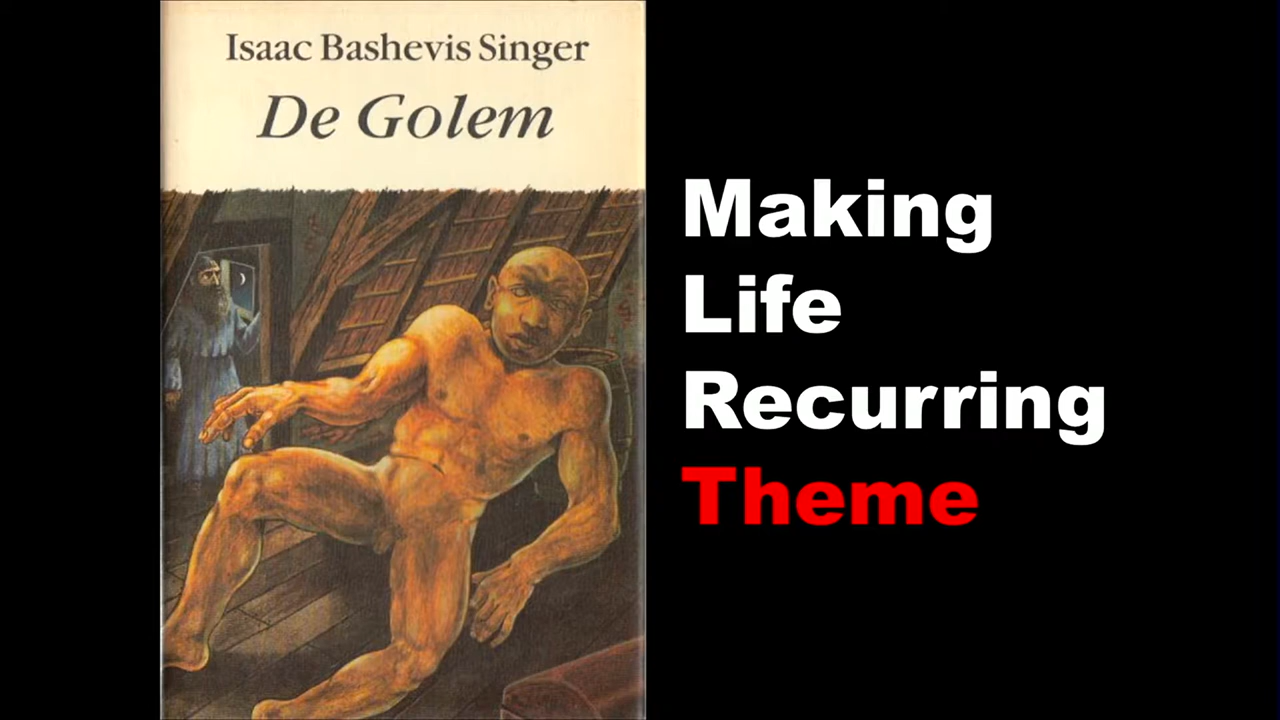 Isaac Bashevis Singer
De Golem
Making
Life
Recurring
Theme